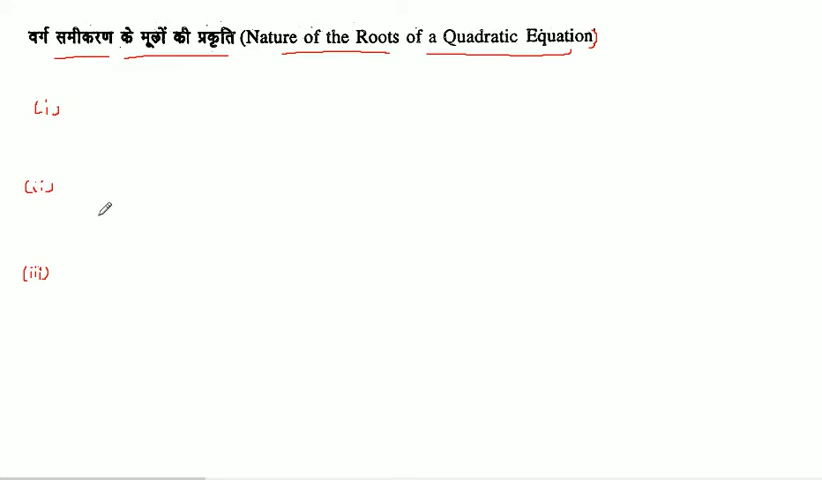 वर्ग समीकरण के मूलों की प्रकृति (Nature of the Roots of a Quadratic Equation)
(i)
(ii)
(iii)